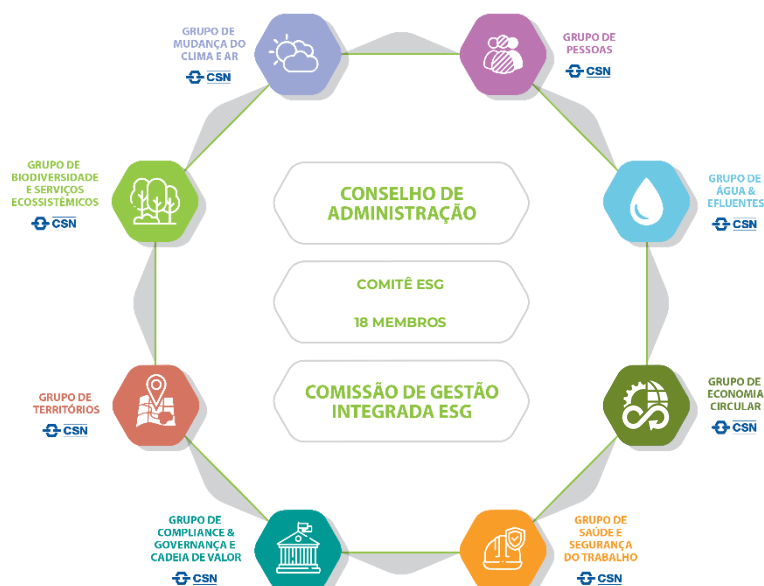 GRUPO DE
MUDANÇA DO
CLIMA E AR
CSN
GRUPO DE
PESSOAS
CSN
GRUPO DE
BIODIVERSIDADE
E SERVIÇOS
ECOSSISTÊMICOS
CSN
CONSELHO DE
ADMINISTRAÇÃO
GRUPO DE
ÁGUA &
EFLUENTES
CSN
COMITÊ ESG
18 MEMBROS
GRUPO DE
TERRITÓRIOS
CSN
COMISSÃO DE GESTÃO
INTEGRADA ESG
GRUPO DE
ECONOMIA
CIRCULAR
CSN
GRUPO DE
COMPLIANCE &
GOVERNANÇA E
CADEIA DE VALOR
CSN
GRUPO DE
SAÚDE E
SEGURANÇA
DO TRABALHO
CSN